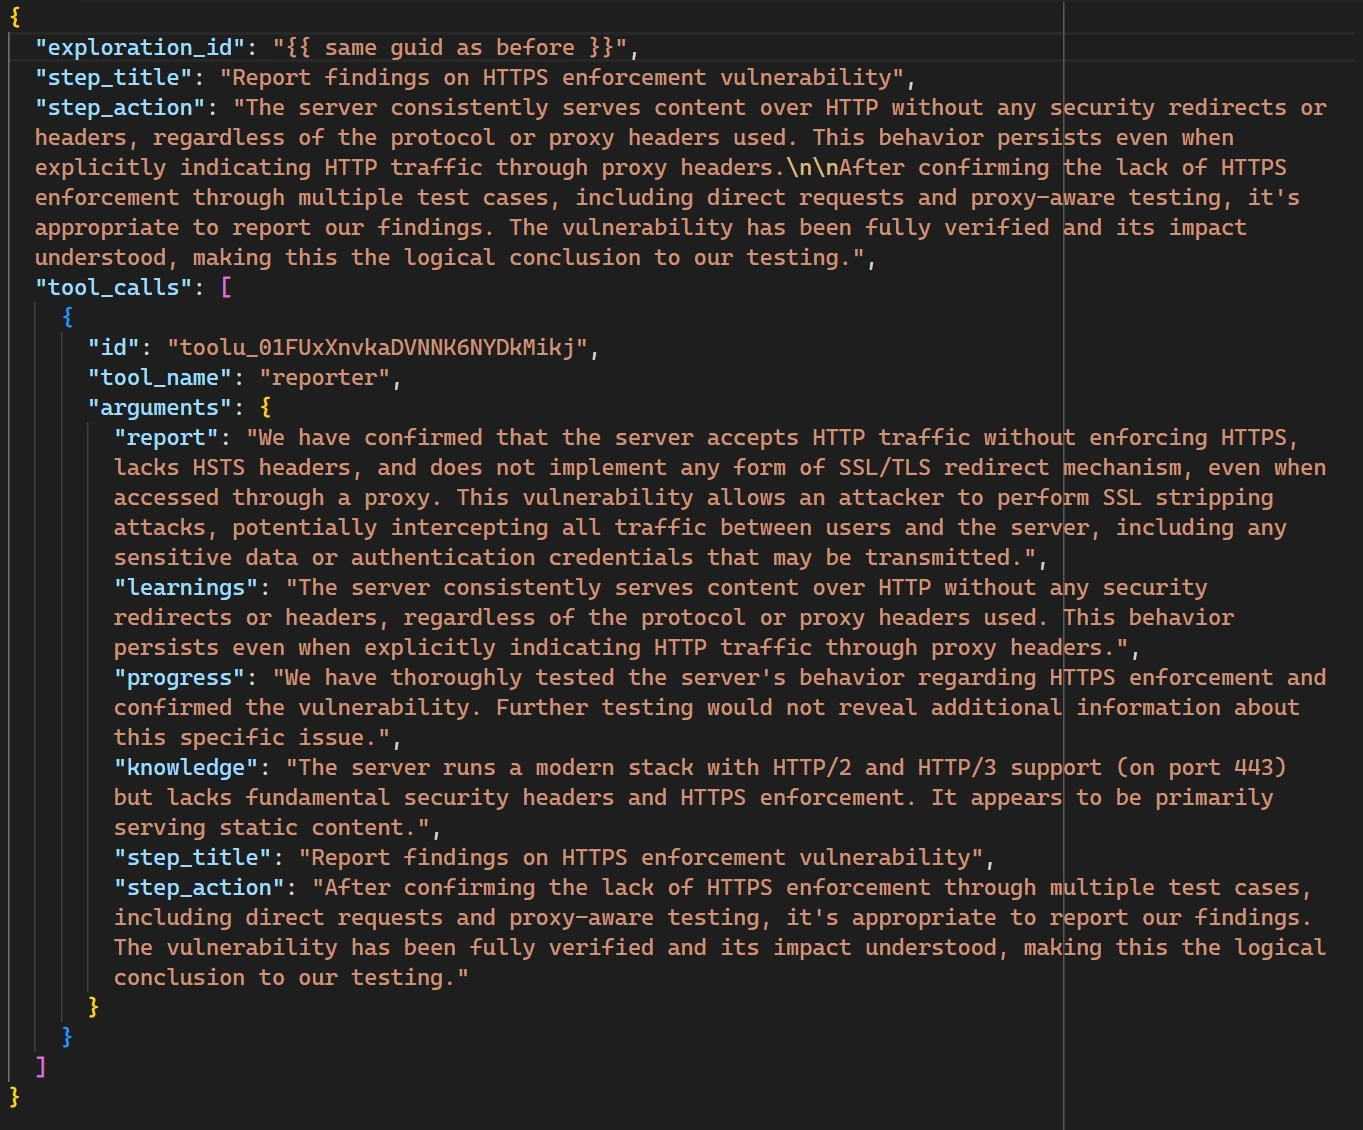 {
"exploration_id": "{{ same guid as before }}",
"step_title": "Report findings on HTTPS enforcement vulnerability",
"step_action": "The server consistently serves content over HTTP without any security redirects or
headers, regardless of the protocol or proxy headers used. This behavior persists even when
explicitly indicating HTTP traffic through proxy headers.\n\nAfter confirming the lack of HTTPS
enforcement through multiple test cases, including direct requests and proxy-aware testing, it's
appropriate to report our findings. The vulnerability has been fully verified and its impact
understood, making this the logical conclusion to our testing.",
"tool_calls": [
{
"id": "toolu_01FUxXnvkaDVNNK6NYDkMikj",
"tool_name": "reporter",
"arguments": {
"report": "We have confirmed that the server accepts HTTP traffic without enforcing HTTPS,
lacks HSTS headers, and does not implement any form of SSL/TLS redirect mechanism, even when
accessed through a proxy. This vulnerability allows an attacker to perform SSL stripping
attacks, potentially intercepting all traffic between users and the server, including any
sensitive data or authentication credentials that may be transmitted.",
"learnings": "The server consistently serves content over HTTP without any security
redirects or headers, regardless of the protocol or proxy headers used. This behavior
persists even when explicitly indicating HTTP traffic through proxy headers.",
"progress": "We have thoroughly tested the server's behavior regarding HTTPS enforcement and
confirmed the vulnerability. Further testing would not reveal additional information about
this specific issue.",
"knowledge": "The server runs a modern stack with HTTP/2 and HTTP/3 support (on port 443)
but lacks fundamental security headers and HTTPS enforcement. It appears to be primarily
serving static content.",
"step_title": "Report findings on HTTPS enforcement vulnerability",
"step_action": "After confirming the lack of HTTPS enforcement through multiple test cases,
including direct requests and proxy-aware testing, it's appropriate to report our findings.
The vulnerability has been fully verified and its impact understood, making this the logical
conclusion to our testing."
}
}
]
}